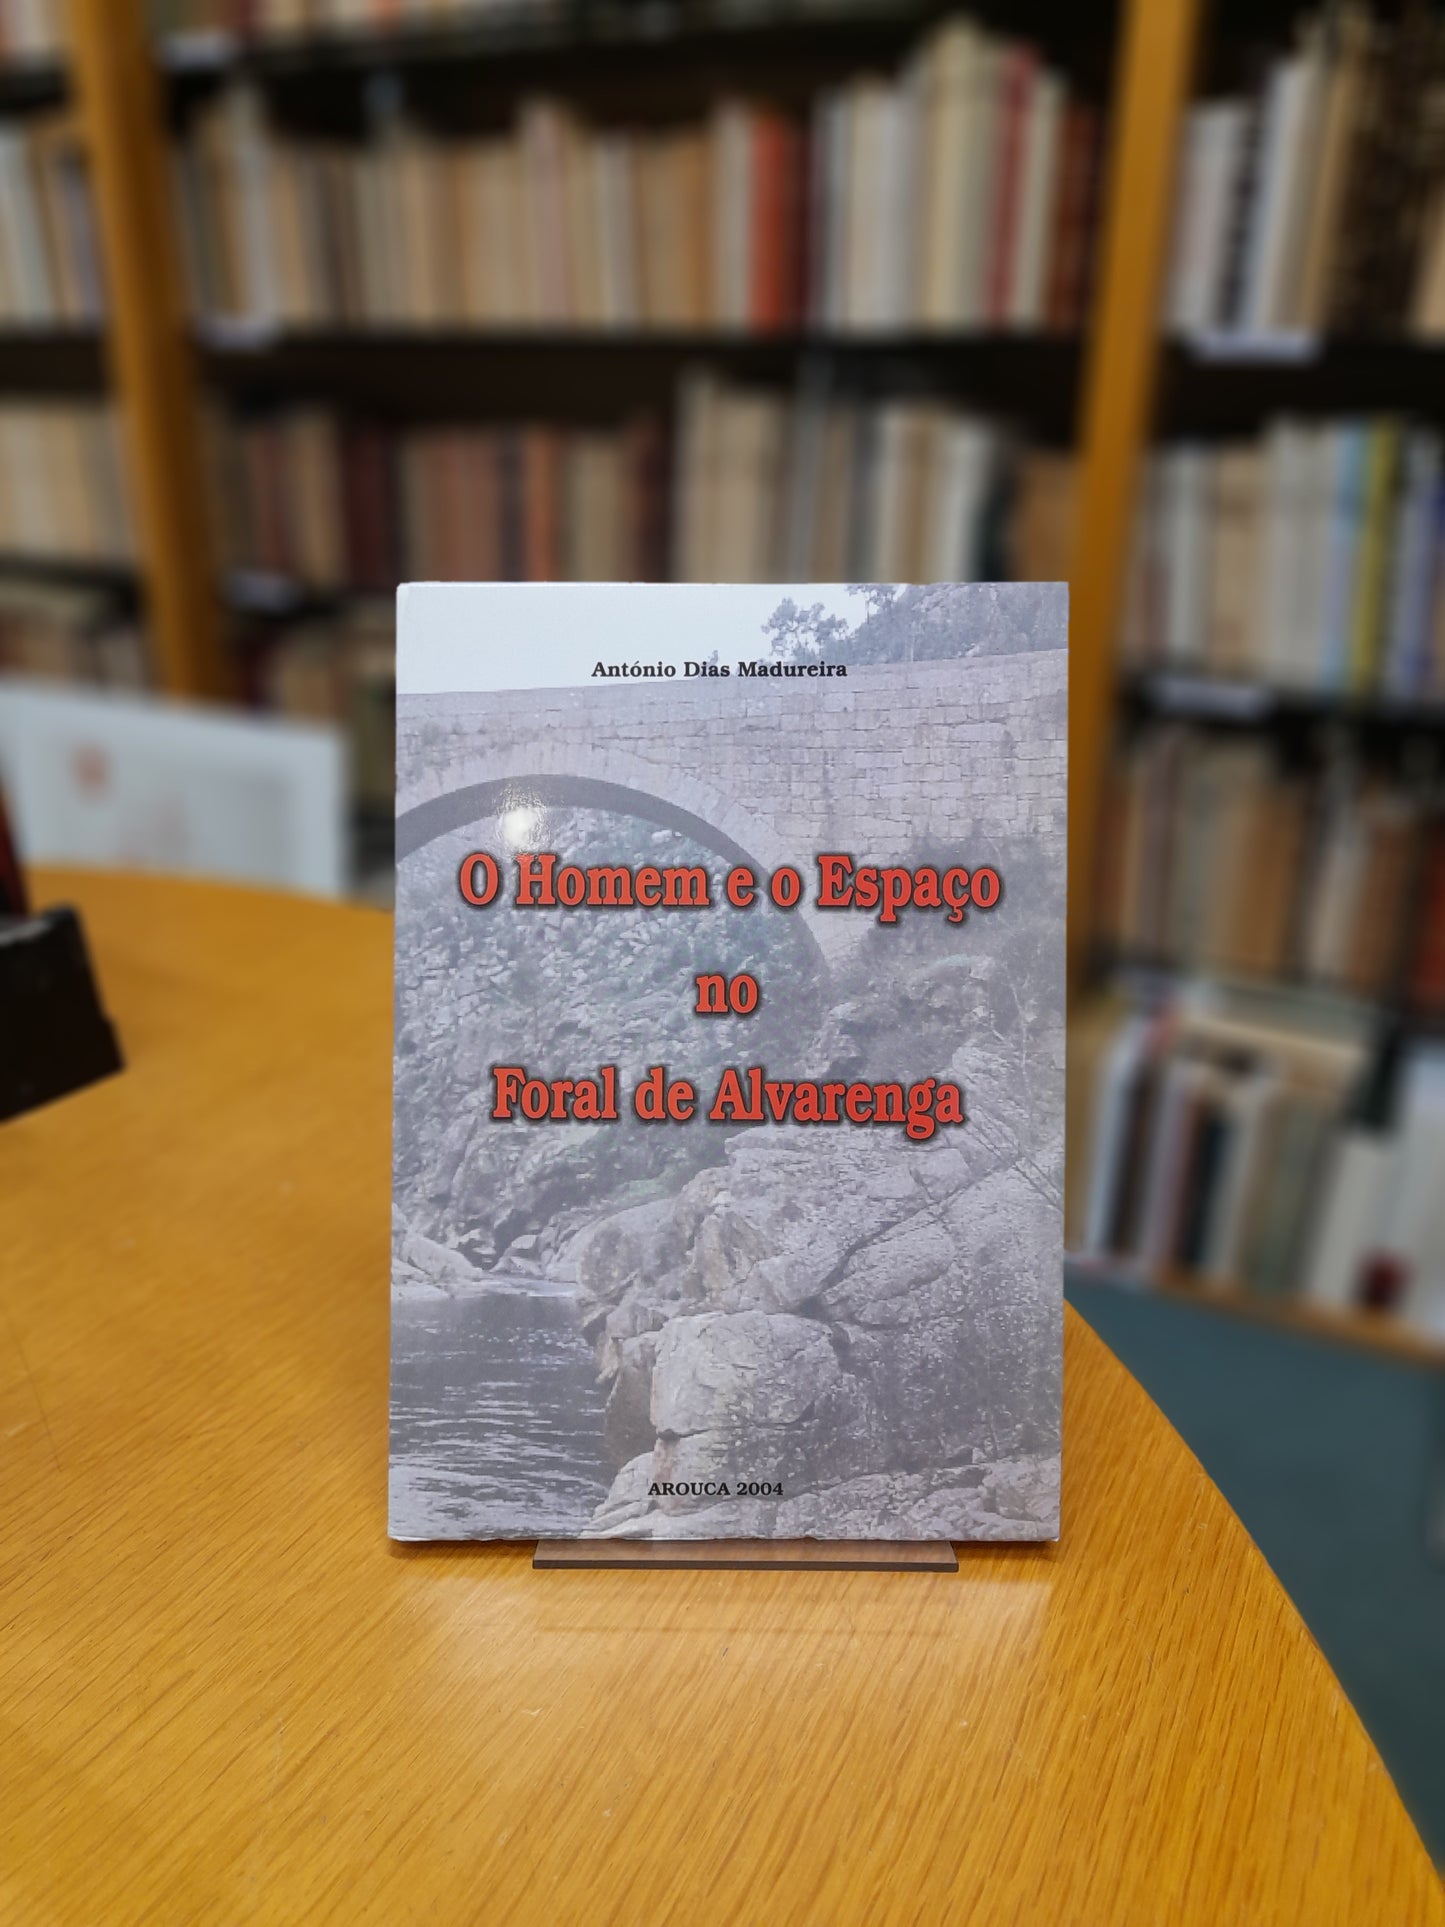 António Dias Madureira
O Homem e o Espaço
no
Foral de Alvarenga
AROUCA 2004